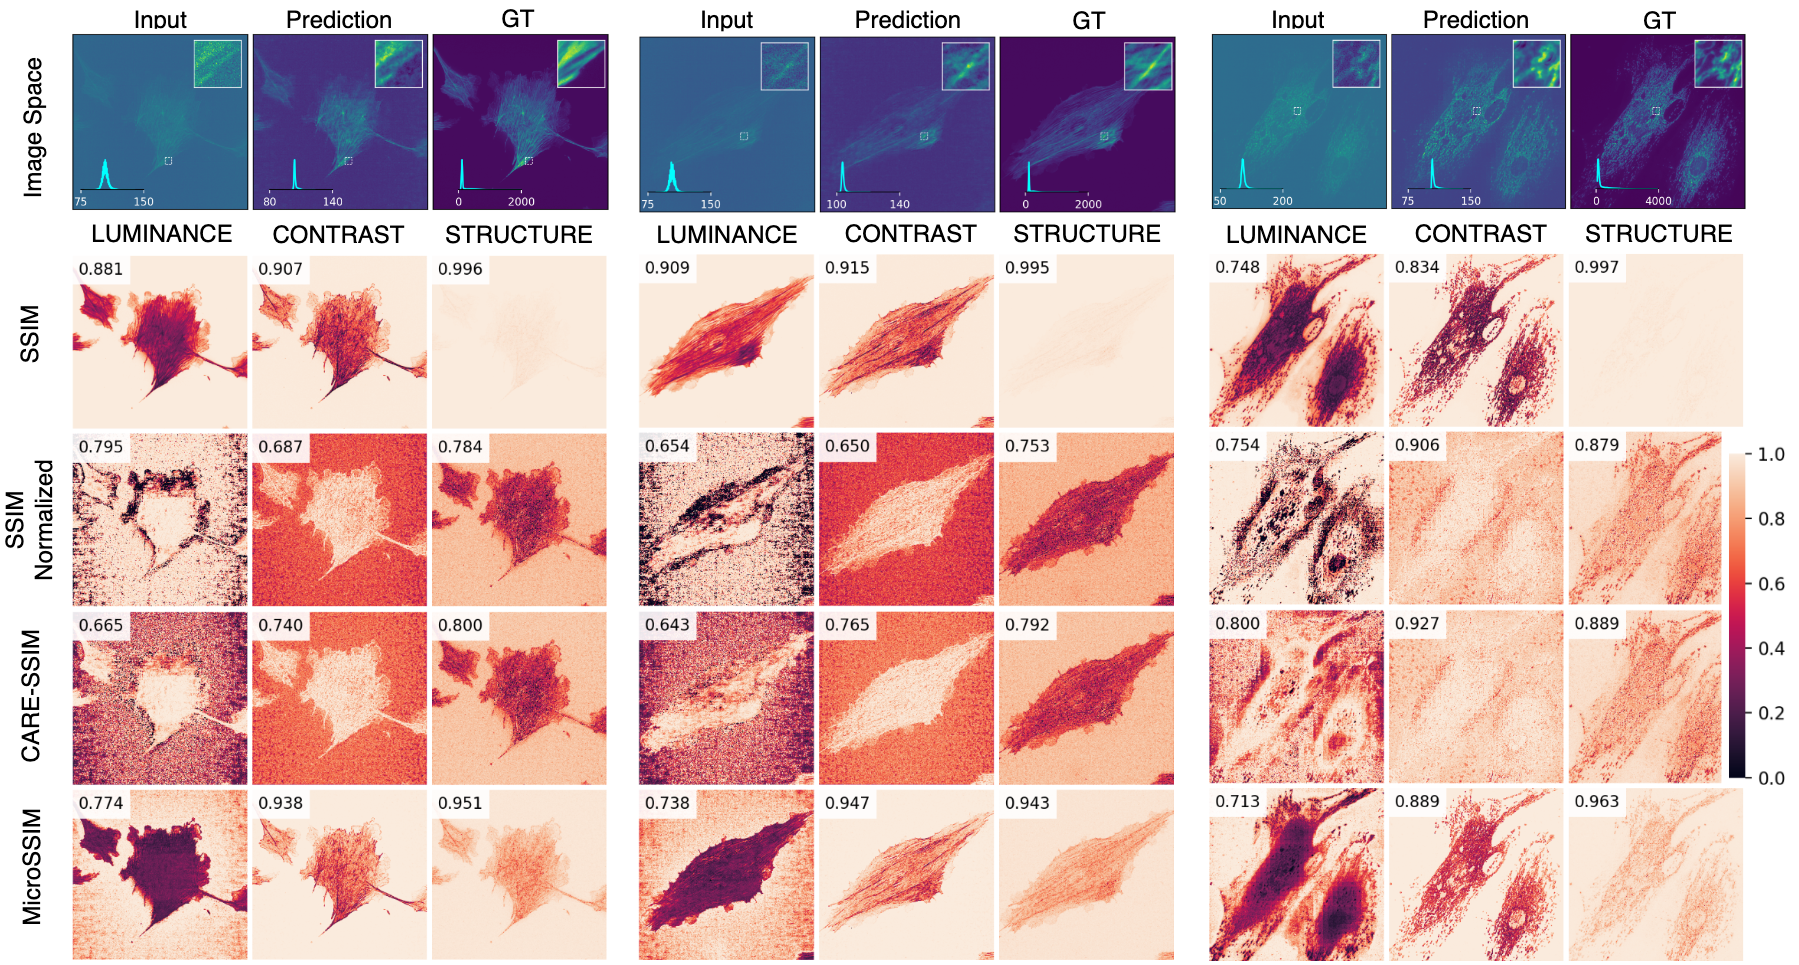 Input Prediction GT Input Prediction GT Input Prediction GT
Image Space
75 150 80 140 0 2000 75 150 100 140 0 2000 50 200 75 150 0 4000
LUMINANCE CONTRAST STRUCTURE LUMINANCE CONTRAST STRUCTURE LUMINANCE CONTRAST STRUCTURE
SSIM
0.881 0.907 0.996 0.909 0.915 0.995 0.748 0.834 0.997
SSIM
Normalized
0.795 0.687 0.784 0.654 0.650 0.753 0.754 0.906 0.879
CARE-SSIM
0.665 0.740 0.800 0.643 0.765 0.792 0.800 0.927 0.889
MicroSSIM
0.774 0.938 0.951 0.738 0.947 0.943 0.713 0.889 0.963
1.0
0.8
0.6
0.4
0.2
0.0